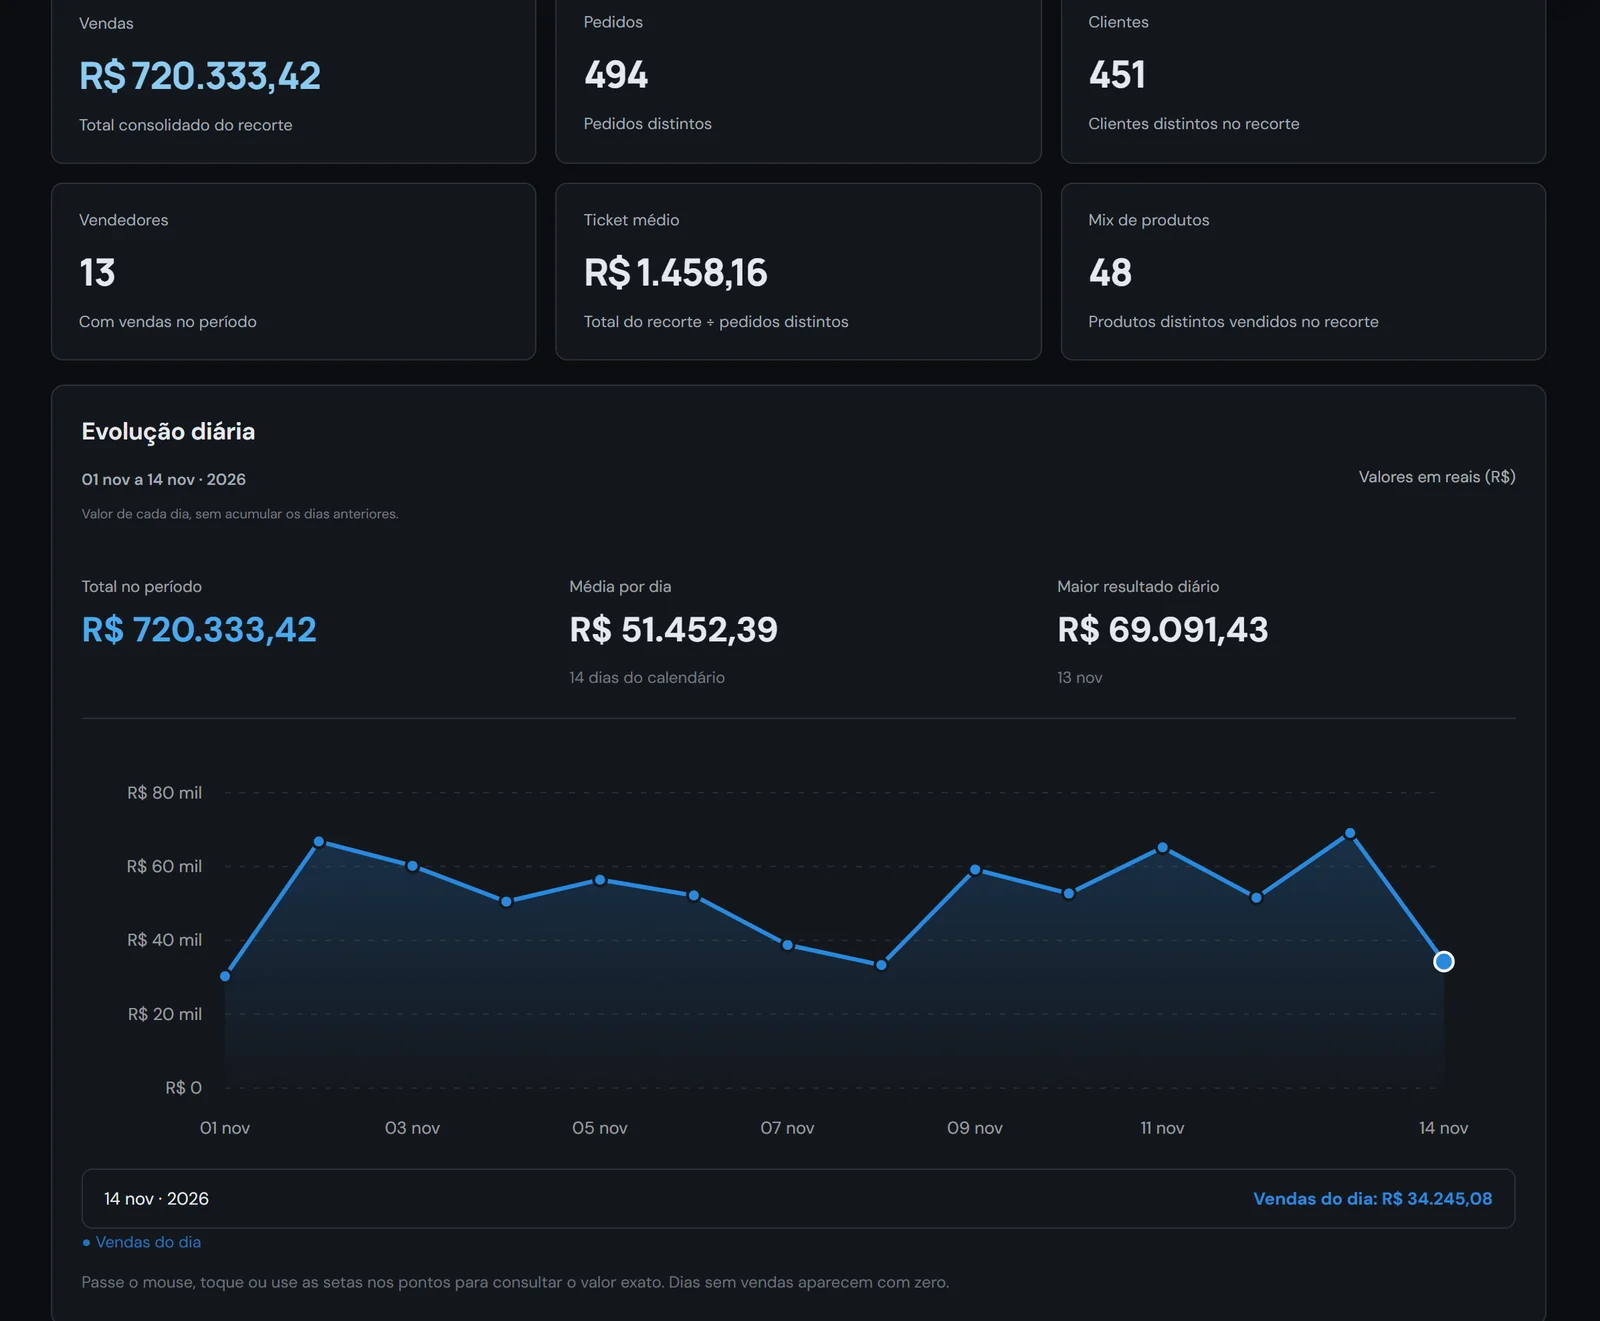 Vendas
R$ 720.333,42
Total consolidado do recorte
Pedidos
494
Pedidos distintos
Clientes
451
Clientes distintos no recorte
Vendedores
13
Com vendas no período
Ticket médio
R$ 1.458,16
Total do recorte ÷ pedidos distintos
Mix de produtos
48
Produtos distintos vendidos no recorte
Evolução diária
01 nov a 14 nov · 2026
Valores em reais (R$)
Valor de cada dia, sem acumular os dias anteriores.
Total no período
R$ 720.333,42
Média por dia
R$ 51.452,39
14 dias do calendário
Maior resultado diário
R$ 69.091,43
13 nov
R$ 80 mil
R$ 60 mil
R$ 40 mil
R$ 20 mil
R$ 0
01 nov
03 nov
05 nov
07 nov
09 nov
11 nov
14 nov
14 nov · 2026
Vendas do dia: R$ 34.245,08
Vendas do dia
Passe o mouse, toque ou use as setas nos pontos para consultar o valor exato. Dias sem vendas aparecem com zero.